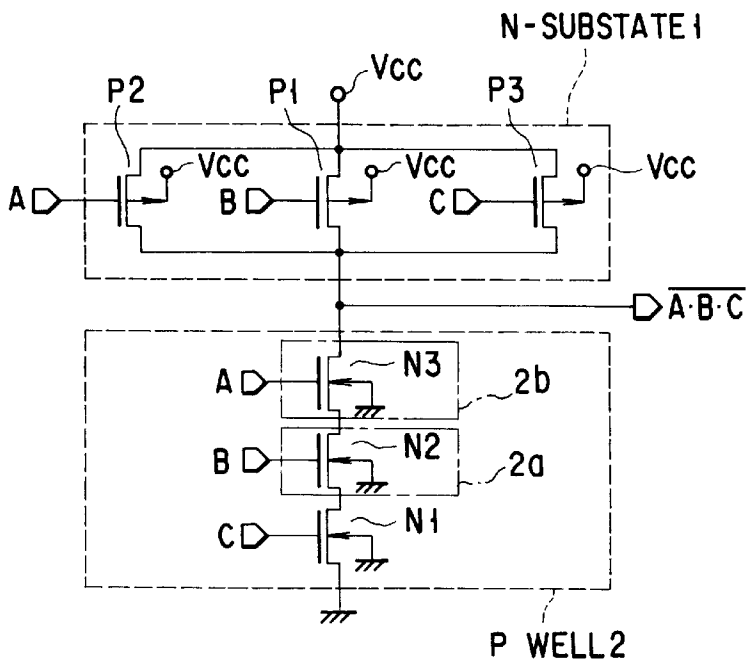 N-SUBSTATE1
Vcc
P2
P1
P3
Vcc
Vcc
Vcc
A
B
C
A·B·C
A
N3
2b
B
N2
2a
C
N1
P WELL2